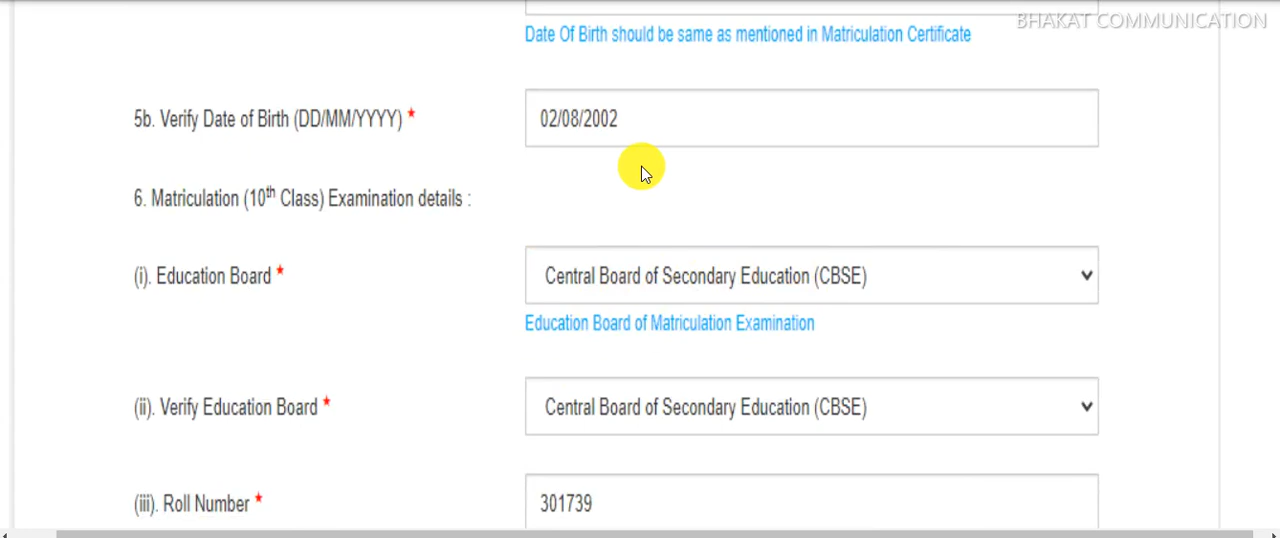 BHAKAT COMMUNICATION
Date Of Birth should be same as mentioned in Matriculation Certificate
5b. Verify Date of Birth (DD/MM/YYYY) * 02/08/2002
6. Matriculation (10th Class) Examination details :
(i). Education Board * Central Board of Secondary Education (CBSE)
Education Board of Matriculation Examination
(ii). Verify Education Board * Central Board of Secondary Education (CBSE)
(iii). Roll Number * 301739